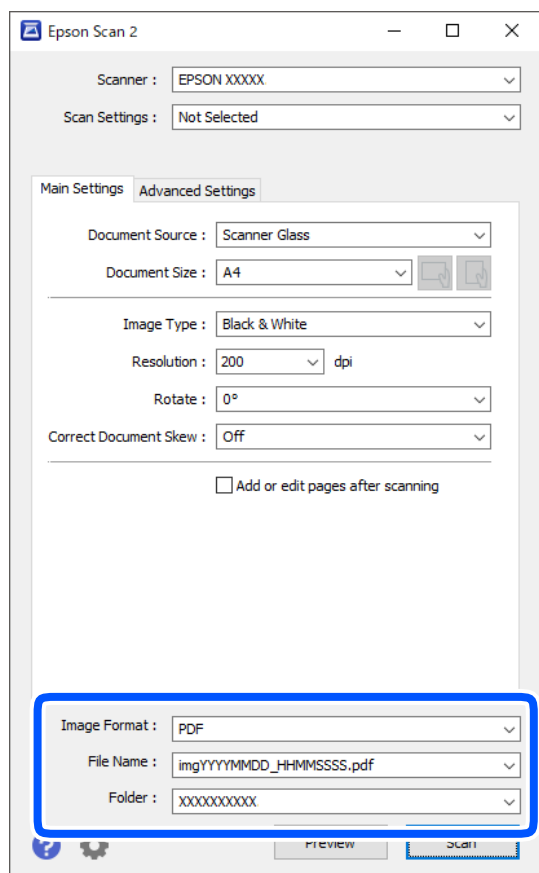 Epson Scan 2
Scanner : EPSON XXXXX
Scan Settings : Not Selected
Main Settings Advanced Settings
Document Source : Scanner Glass
Document Size : A4
Image Type : Black & White
Resolution : 200 dpi
Rotate : 0°
Correct Document Skew : Off
Add or edit pages after scanning
Image Format : PDF
File Name : imgYYYYMMDD_HHMMSSSS.pdf
Folder : XXXXXXXXXX
? Preview Scan